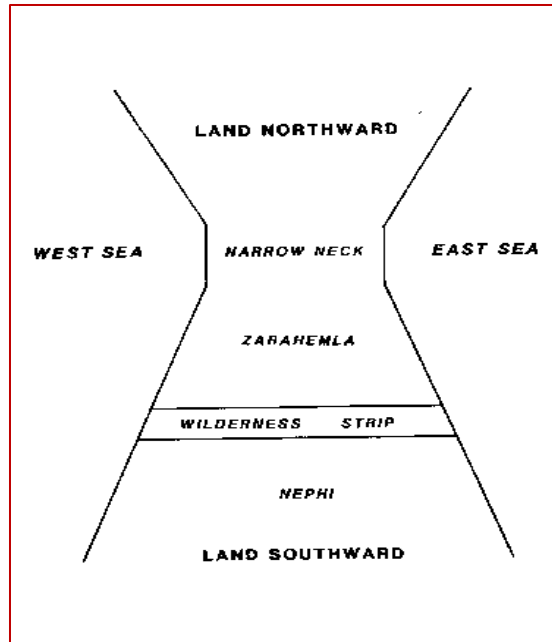 LAND NORTHWARD
WEST SEA NARROW NECK EAST SEA
ZARAHEMLA
WILDERNESS STRIP
NEPHI
LAND SOUTHWARD